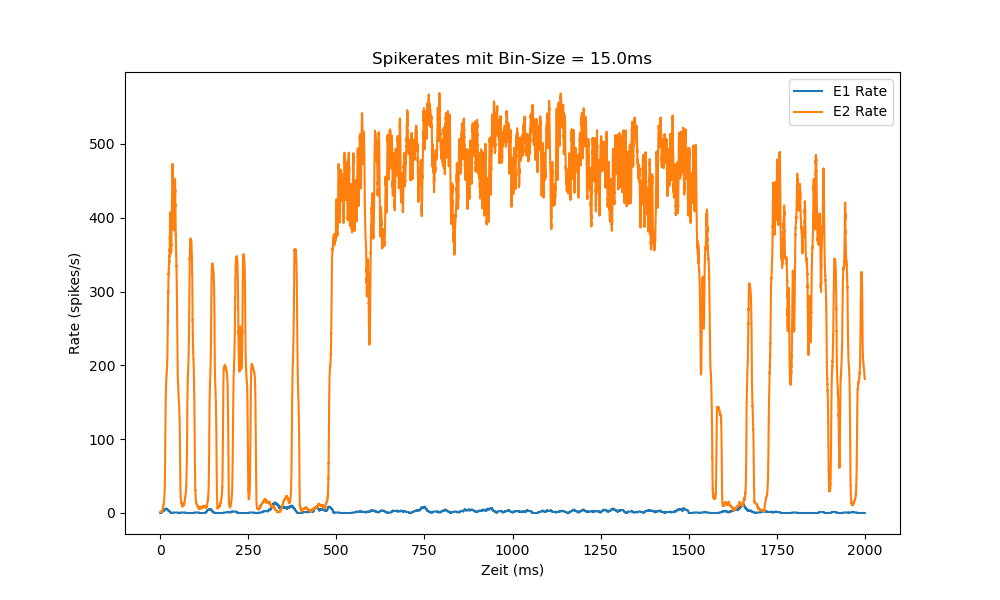 Spikerates mit Bin-Size = 15.0ms
E1 Rate
E2 Rate
Rate (spikes/s)
500
400
300
200
100
0
0 250 500 750 1000 1250 1500 1750 2000
Zeit (ms)